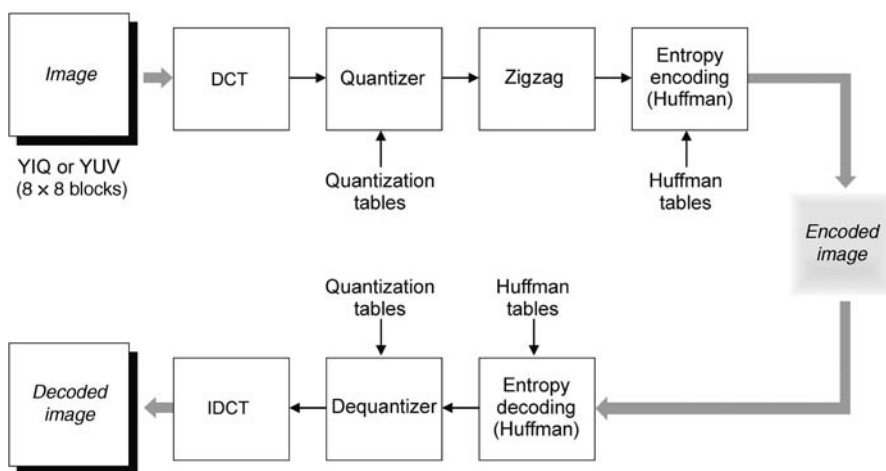 Image
DCT
Quantizer
Zigzag
Entropy
encoding
(Huffman)
YIQ or YUV
(8 × 8 blocks)
Quantization
tables
Huffman
tables
Encoded
image
Quantization
tables
Huffman
tables
Decoded
image
IDCT
Dequantizer
Entropy
decoding
(Huffman)